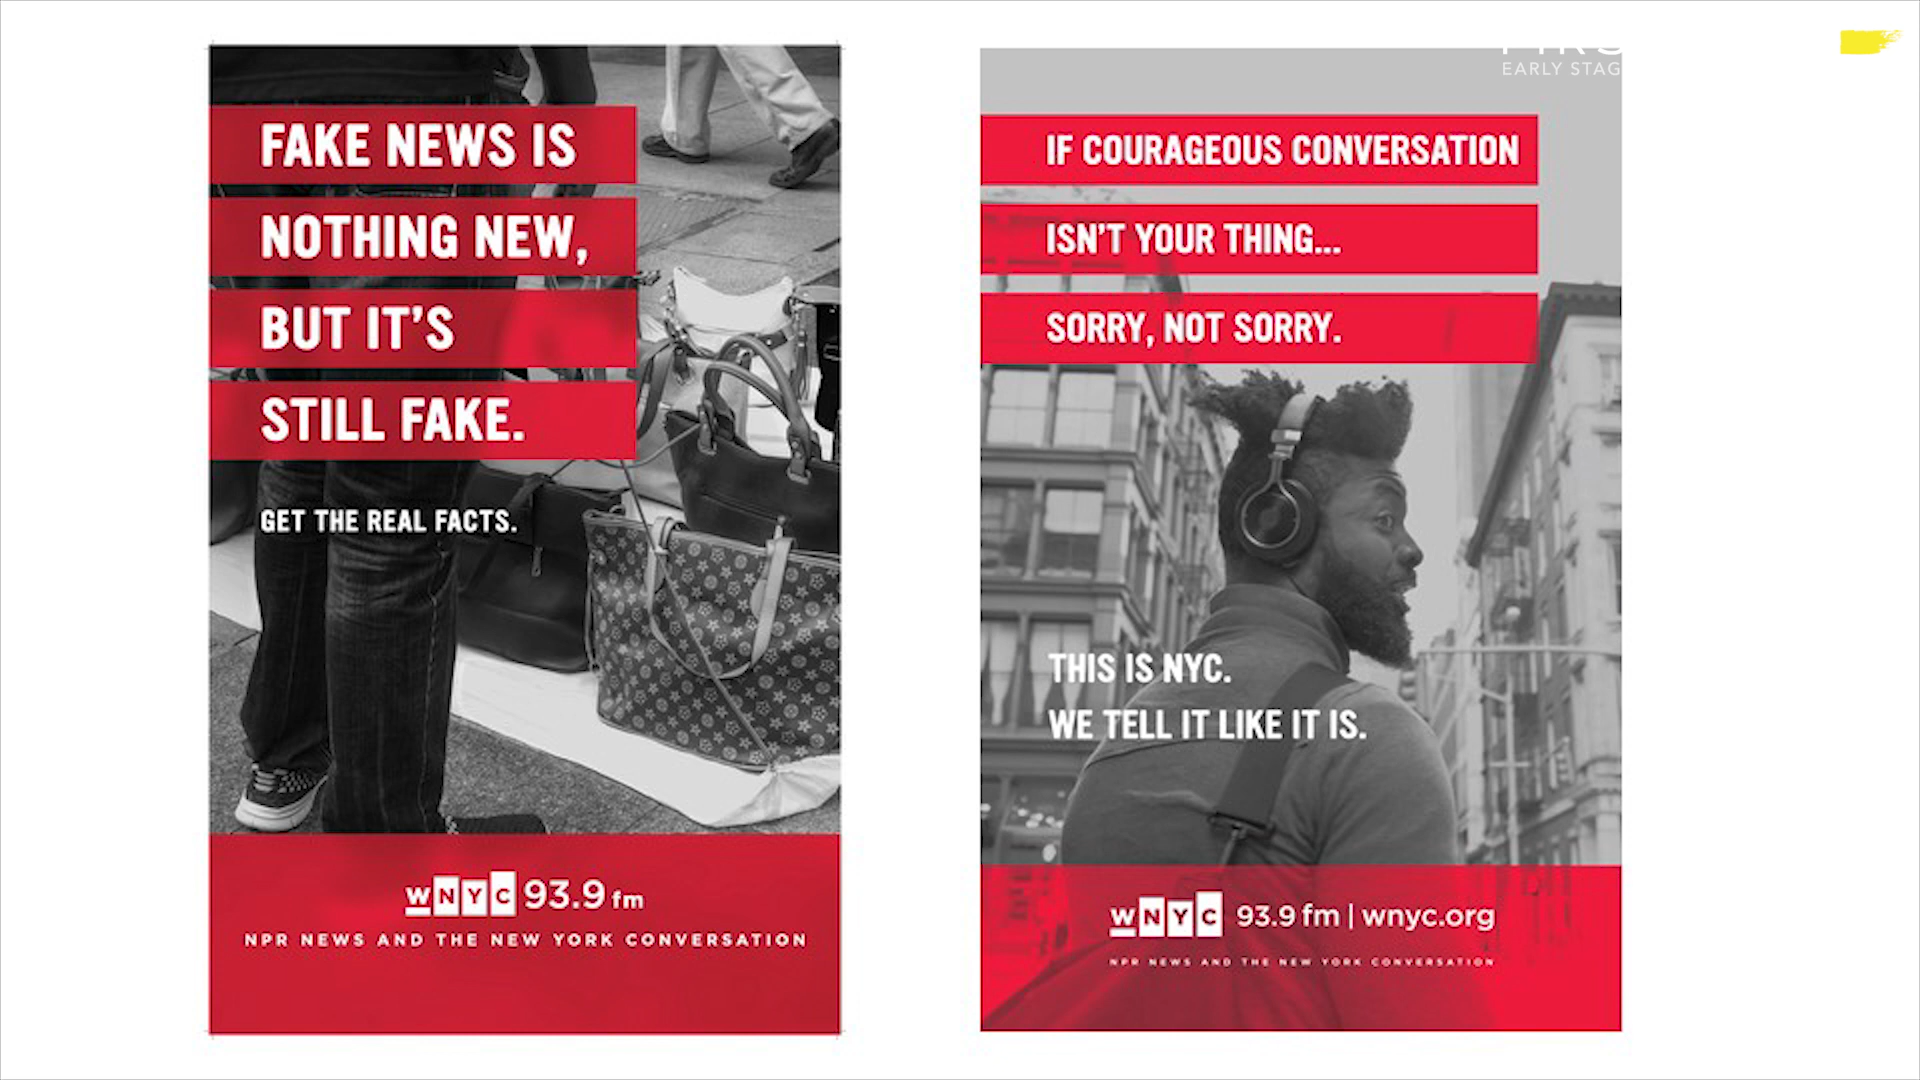 FAKE NEWS IS
NOTHING NEW,
BUT IT'S
STILL FAKE.
GET THE REAL FACTS.
WNYC 93.9 fm
NPR NEWS AND THE NEW YORK CONVERSATION
EARLY STAG
IF COURAGEOUS CONVERSATION
ISN'T YOUR THING...
SORRY, NOT SORRY.
THIS IS NYC.
WE TELL IT LIKE IT IS.
WNYC 93.9 fm | wnyc.org
NPR NEWS AND THE NEW YORK CONVERSATION